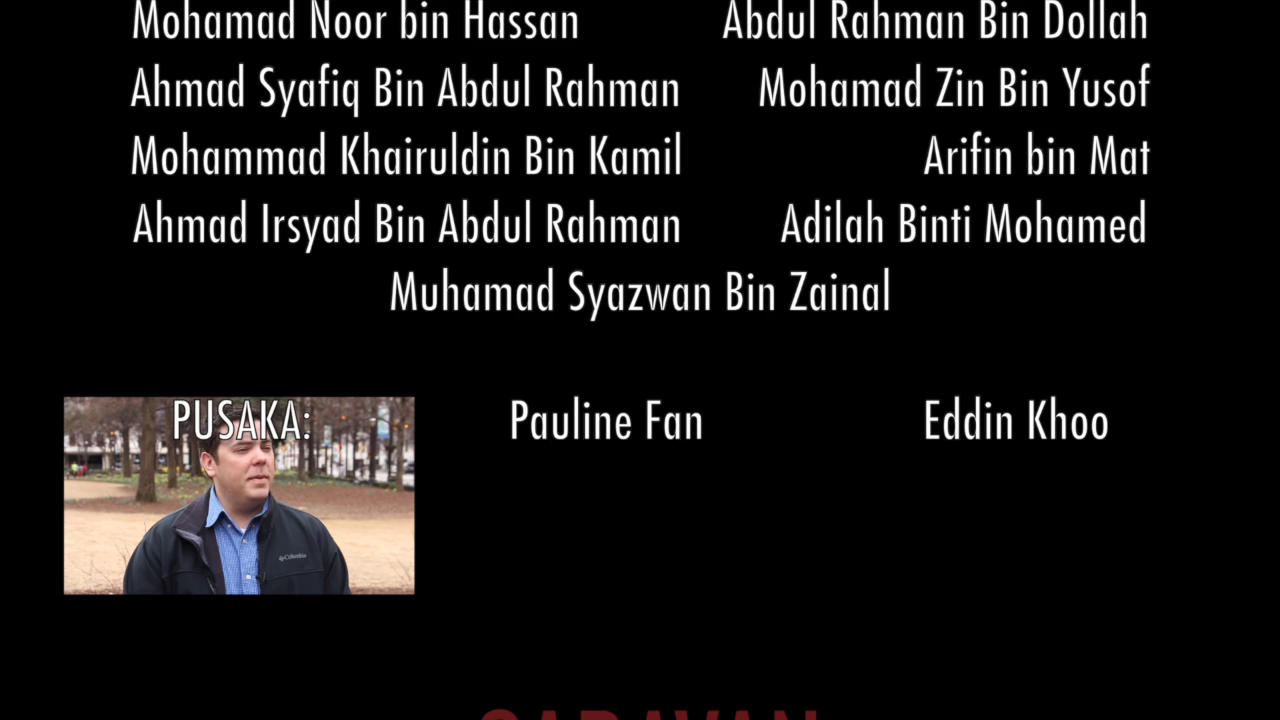 Mohamad Noor bin Hassan Abdul Rahman Bin Dollah
Ahmad Syafiq Bin Abdul Rahman Mohamad Zin Bin Yusof
Mohammad Khairuldin Bin Kamil Arifin bin Mat
Ahmad Irsyad Bin Abdul Rahman Adilah Binti Mohamed
Muhamad Syazwan Bin Zainal
PUSAKA: Pauline Fan Eddin Khoo
Columbia
CARAVAN